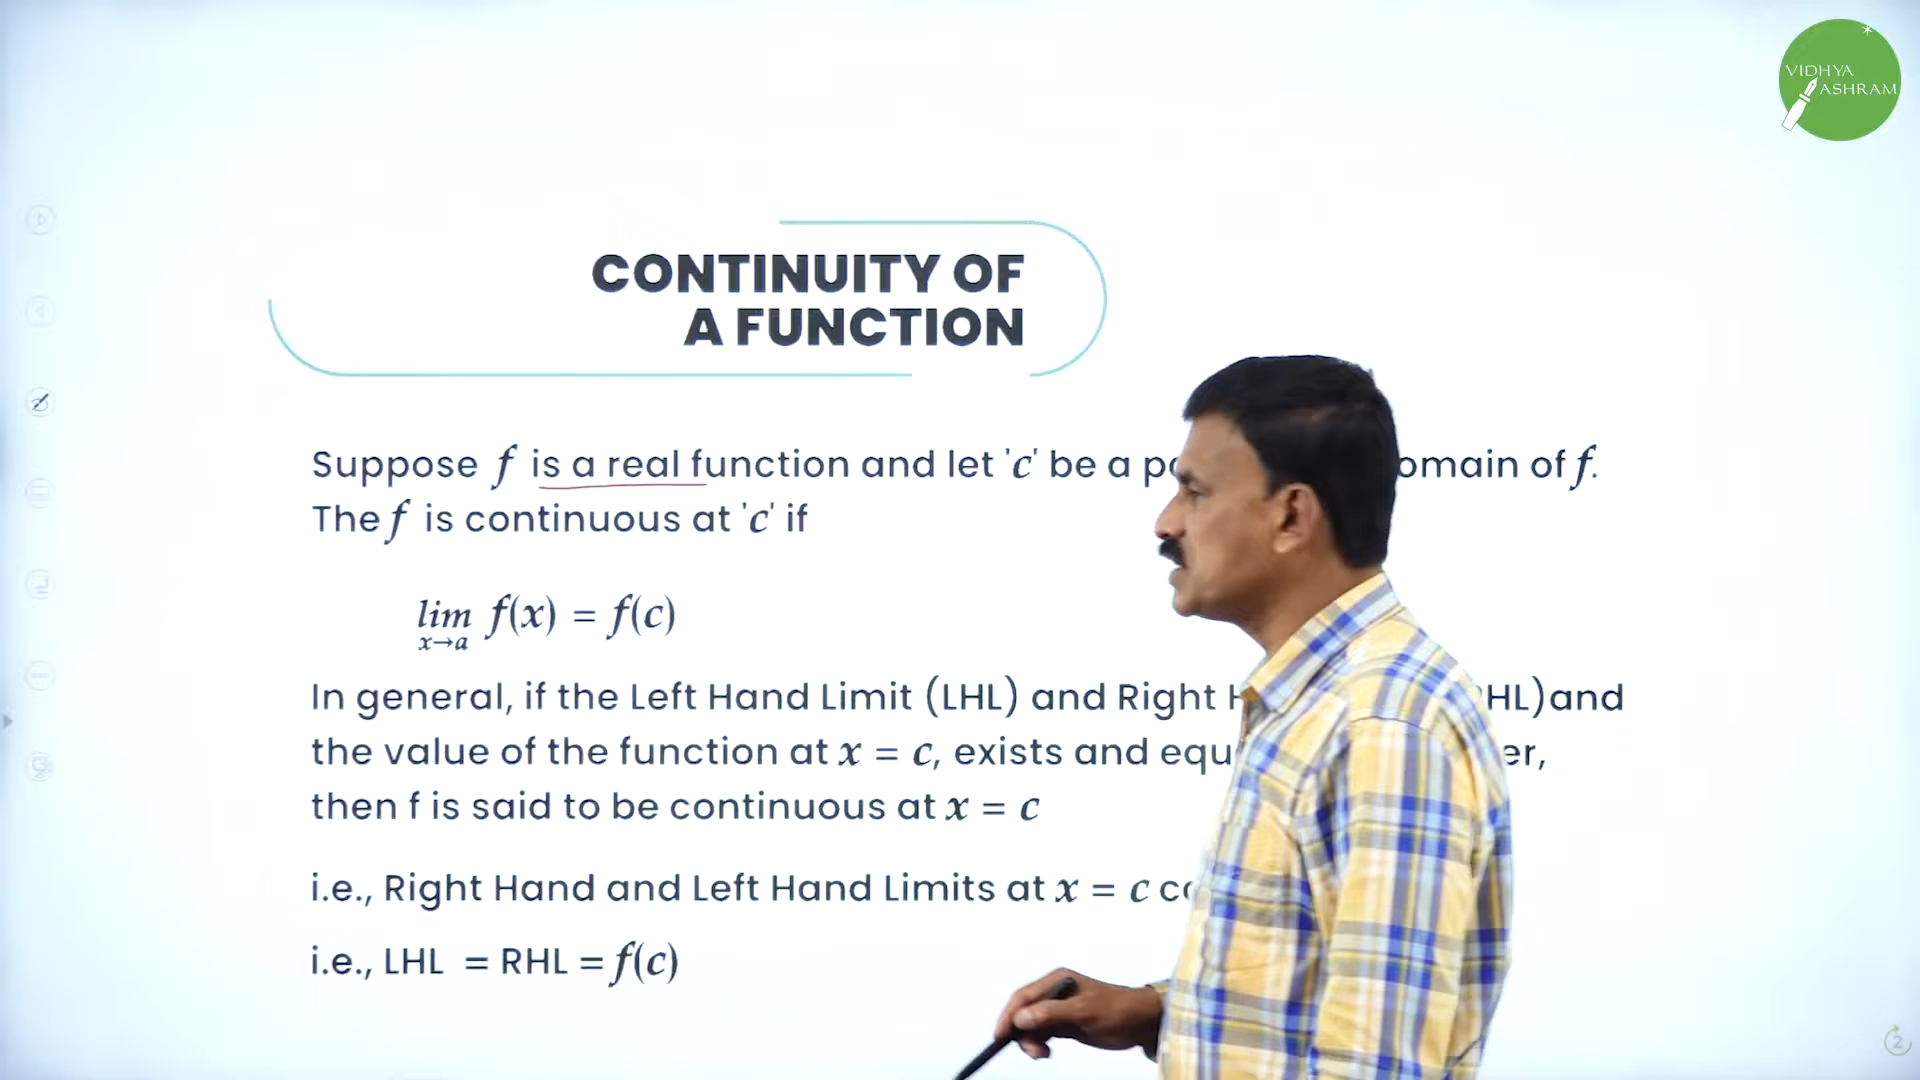 VIDHYA
ASHRAM
CONTINUITY OF
A FUNCTION
Suppose f is a real function and let 'c' be a omain of f.
The f is continuous at 'c' if
lim f(x) = f(c)
x→a
In general, if the Left Hand Limit (LHL) and Right HL)and
the value of the function at x = c, exists and er,
then f is said to be continuous at x = c
i.e., Right Hand and Left Hand Limits at x = c
i.e., LHL = RHL = f(c)
2